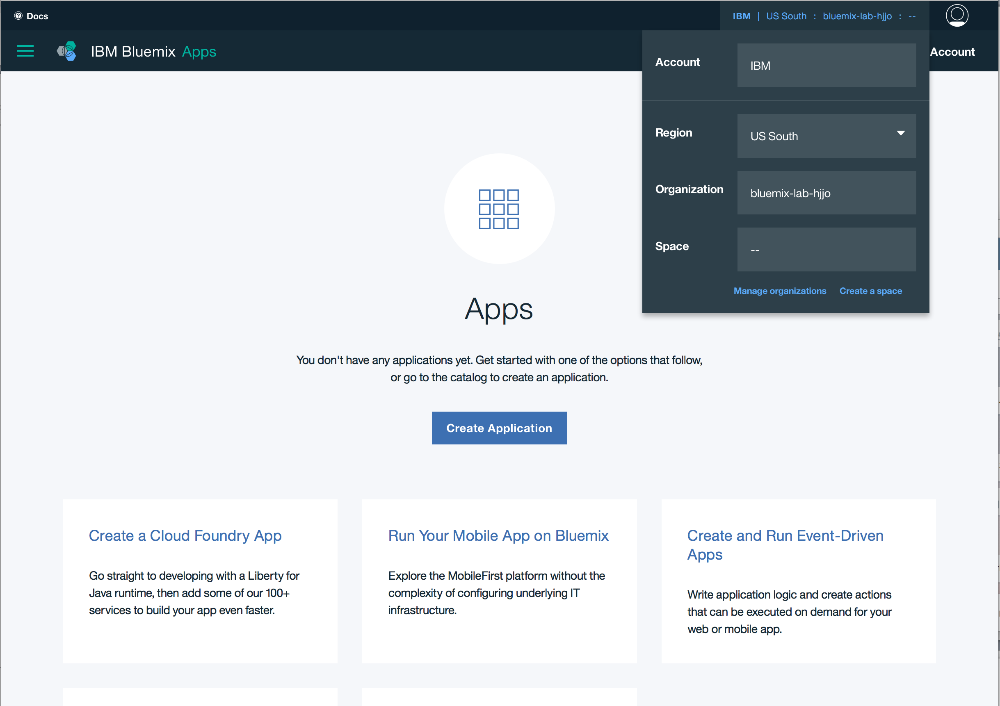 Docs
IBM | US South : bluemix-lab-hjjo : --
IBM Bluemix Apps
Account
Account
IBM
Region
US South
Organization
bluemix-lab-hjjo
Space
--
Manage organizations
Create a space
Apps
You don't have any applications yet. Get started with one of the options that follow,
or go to the catalog to create an application.
Create Application
Create a Cloud Foundry App
Go straight to developing with a Liberty for
Java runtime, then add some of our 100+
services to build your app even faster.
Run Your Mobile App on Bluemix
Explore the MobileFirst platform without the
complexity of configuring underlying IT
infrastructure.
Create and Run Event-Driven
Apps
Write application logic and create actions
that can be executed on demand for your
web or mobile app.